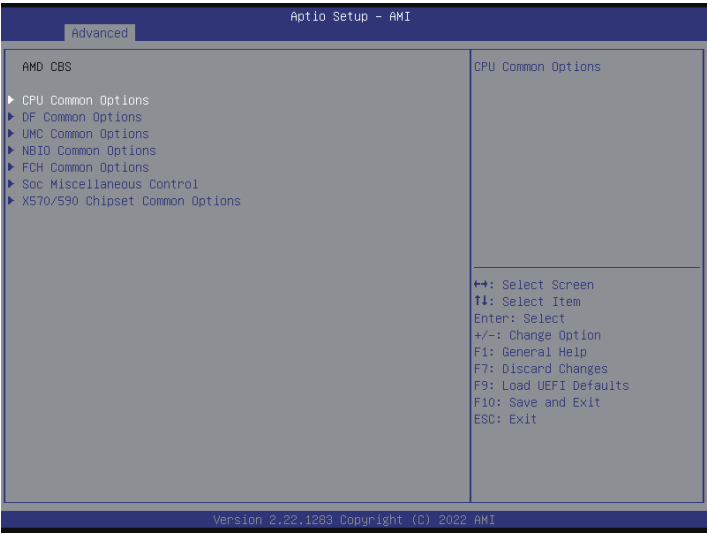 Aptio Setup – AMI
Advanced
AMD CBS
CPU Common Options
DF Common Options
UMC Common Options
NBIO Common Options
FCH Common Options
Soc Miscellaneous Control
X570/590 Chipset Common Options
CPU Common Options
↔: Select Screen
↑↓: Select Item
Enter: Select
+/-: Change Option
F1: General Help
F7: Discard Changes
F9: Load UEFI Defaults
F10: Save and Exit
ESC: Exit
Version 2.22.1283 Copyright (C) 2022 AMI